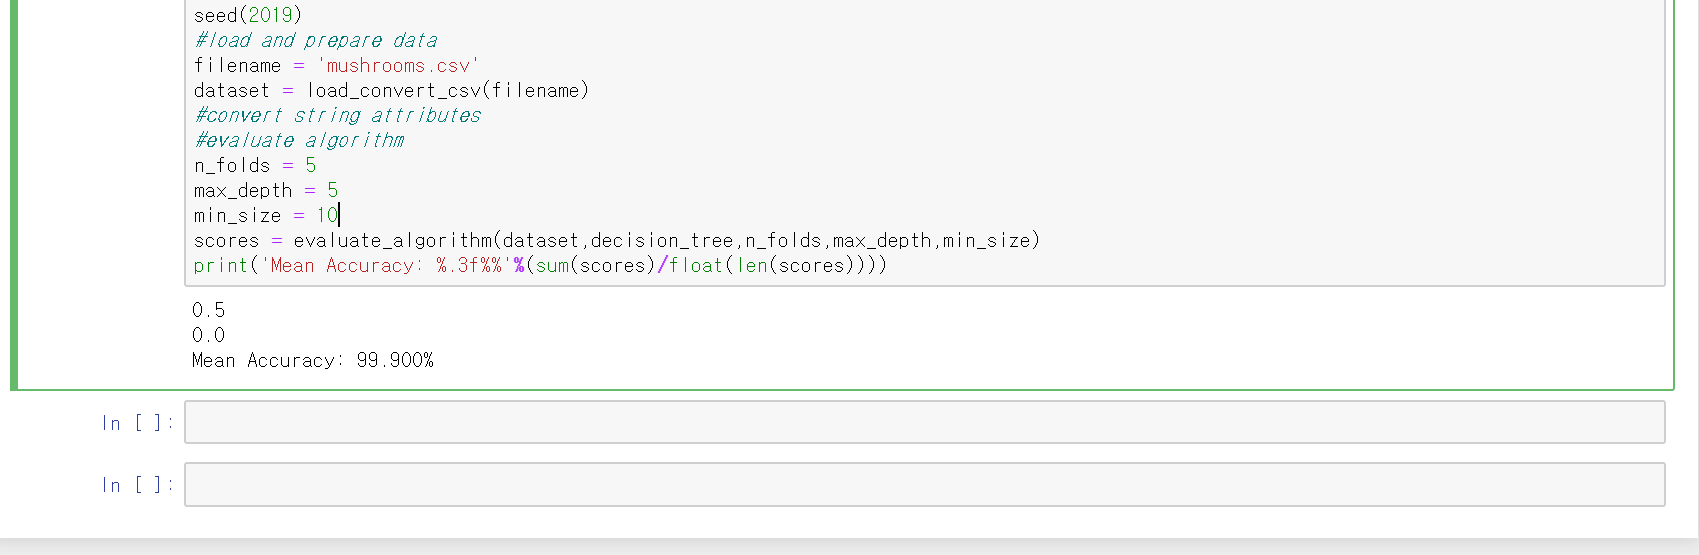 seed(2019)
#load and prepare data
filename = 'mushrooms.csv'
dataset = load_convert_csv(filename)
#convert string attributes
#evaluate algorithm
n_folds = 5
max_depth = 5
min_size = 10
scores = evaluate_algorithm(dataset,decision_tree,n_folds,max_depth,min_size)
print('Mean Accuracy: %.3f%%'%(sum(scores)/float(len(scores))))
0.5
0.0
Mean Accuracy: 99.900%
In [ ]:
In [ ]: